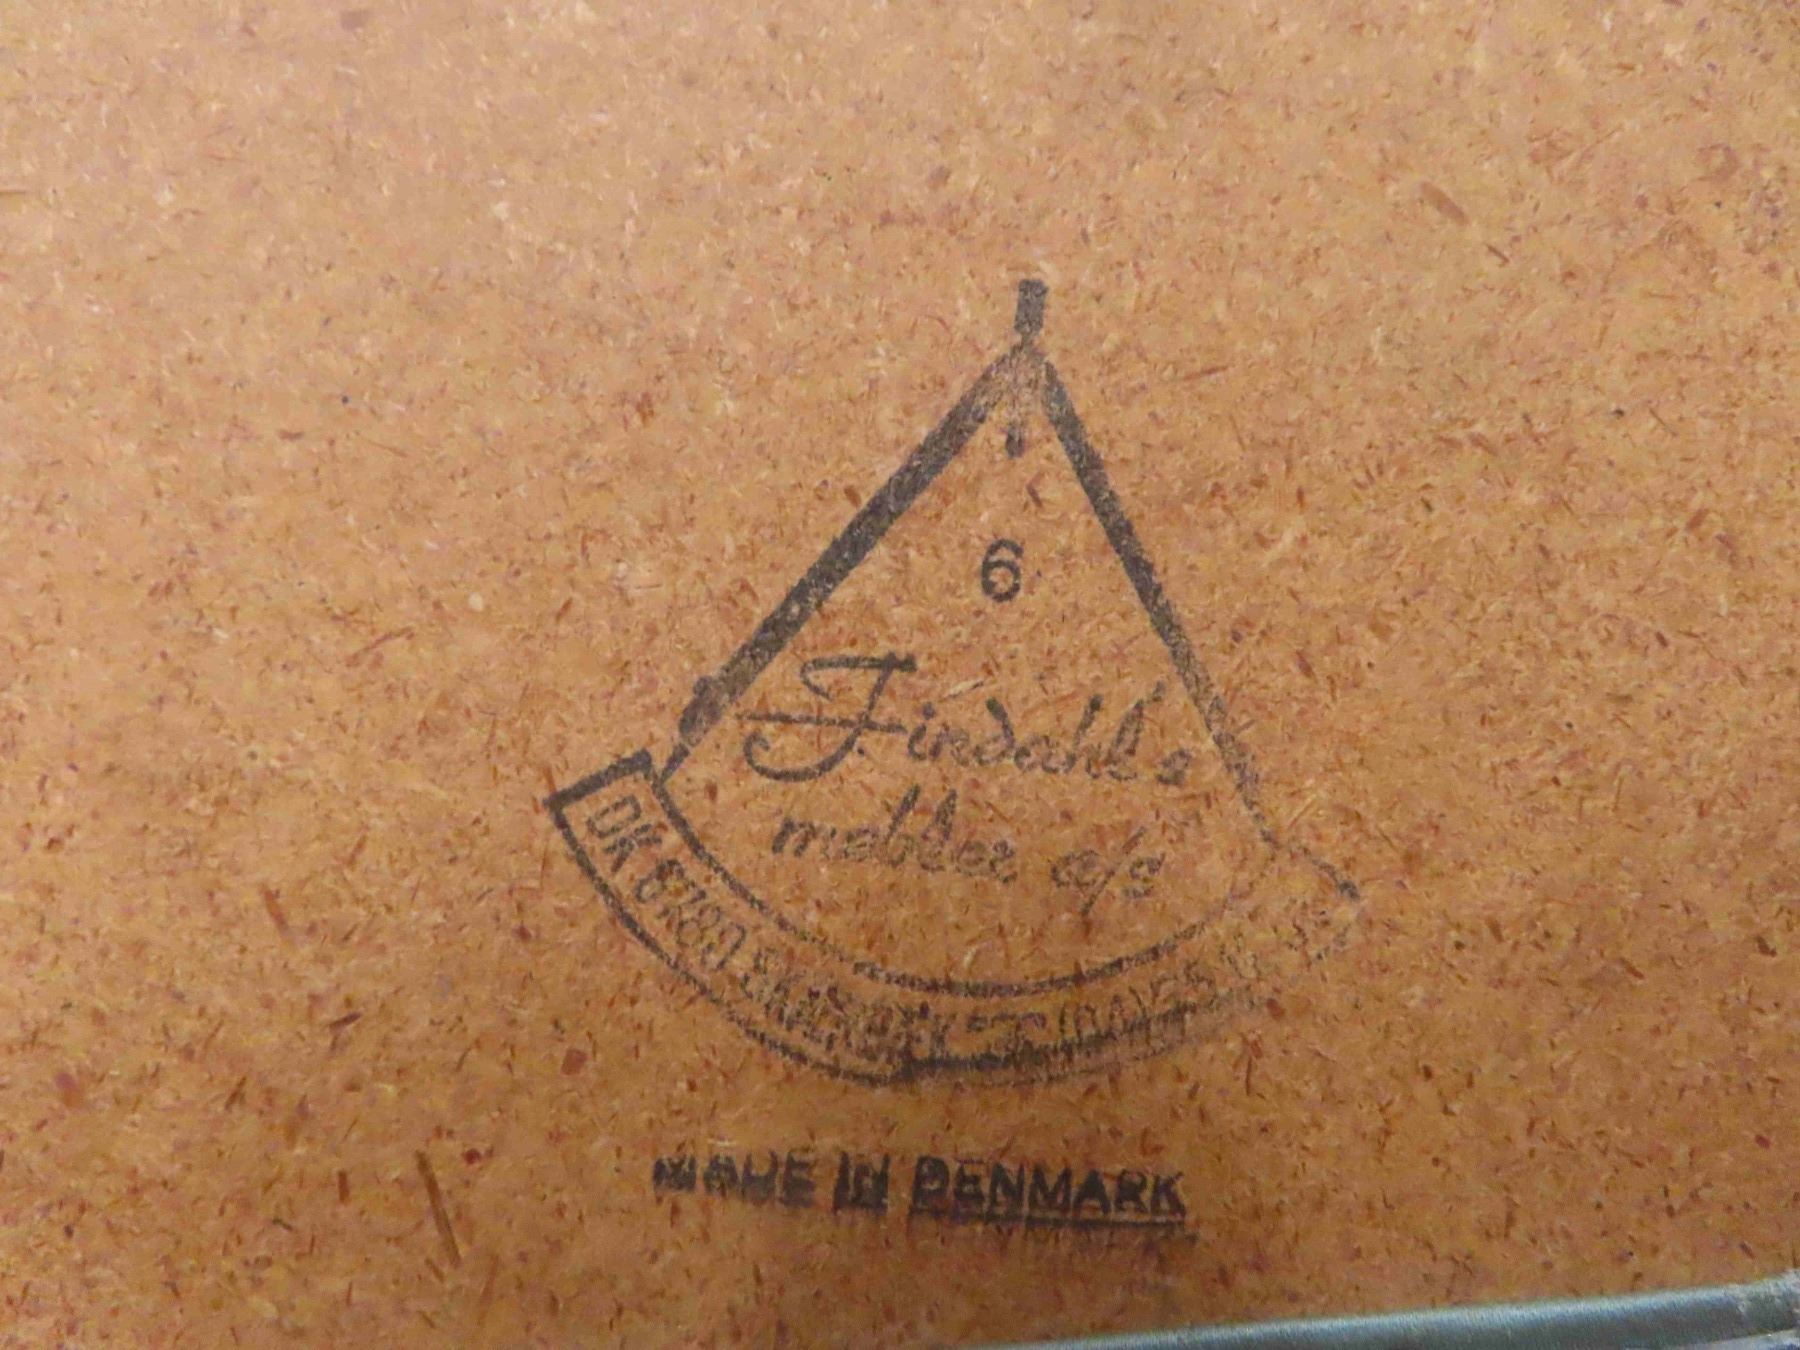 6
Findahl's
møbler a/s
DK 8780
MADE IN DENMARK